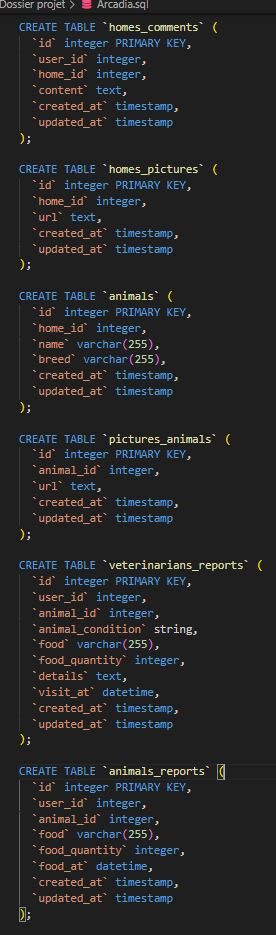 Dossier projet > Arcadia.sql
CREATE TABLE `homes_comments` (
`id` integer PRIMARY KEY,
`user_id` integer,
`home_id` integer,
`content` text,
`created_at` timestamp,
`updated_at` timestamp
);
CREATE TABLE `homes_pictures` (
`id` integer PRIMARY KEY,
`home_id` integer,
`url` text,
`created_at` timestamp,
`updated_at` timestamp
);
CREATE TABLE `animals` (
`id` integer PRIMARY KEY,
`home_id` integer,
`name` varchar(255),
`breed` varchar(255),
`created_at` timestamp,
`updated_at` timestamp
);
CREATE TABLE `pictures_animals` (
`id` integer PRIMARY KEY,
`animal_id` integer,
`url` text,
`created_at` timestamp,
`updated_at` timestamp
);
CREATE TABLE `veterinarians_reports` (
`id` integer PRIMARY KEY,
`user_id` integer,
`animal_id` integer,
`animal_condition` string,
`food` varchar(255),
`food_quantity` integer,
`details` text,
`visit_at` datetime,
`created_at` timestamp,
`updated_at` timestamp
);
CREATE TABLE `animals_reports` (
`id` integer PRIMARY KEY,
`user_id` integer,
`animal_id` integer,
`food` varchar(255),
`food_quantity` integer,
`food_at` datetime,
`created_at` timestamp,
`updated_at` timestamp
);